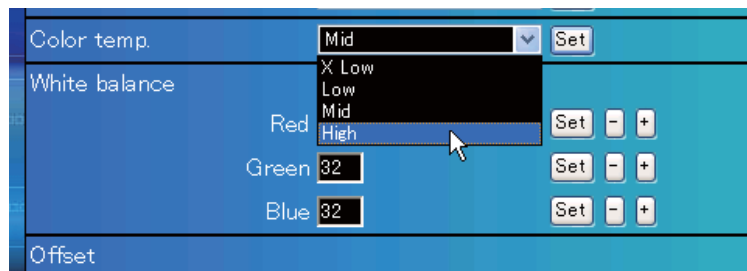 Color temp. Mid Set
X Low
White balance
Low
Mid
Red High Set - +
Green 32 Set - +
Blue 32 Set - +
Offset